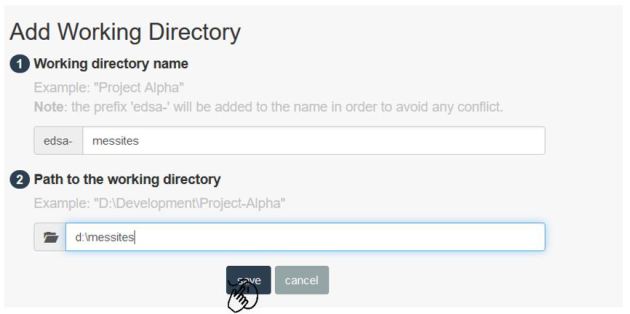 Add Working Directory
1 Working directory name
Example: "Project Alpha"
Note: the prefix 'edsa-' will be added to the name in order to avoid any conflict.
edsa- messites
2 Path to the working directory
Example: "D:\Development\Project-Alpha"
d:\messites
save cancel